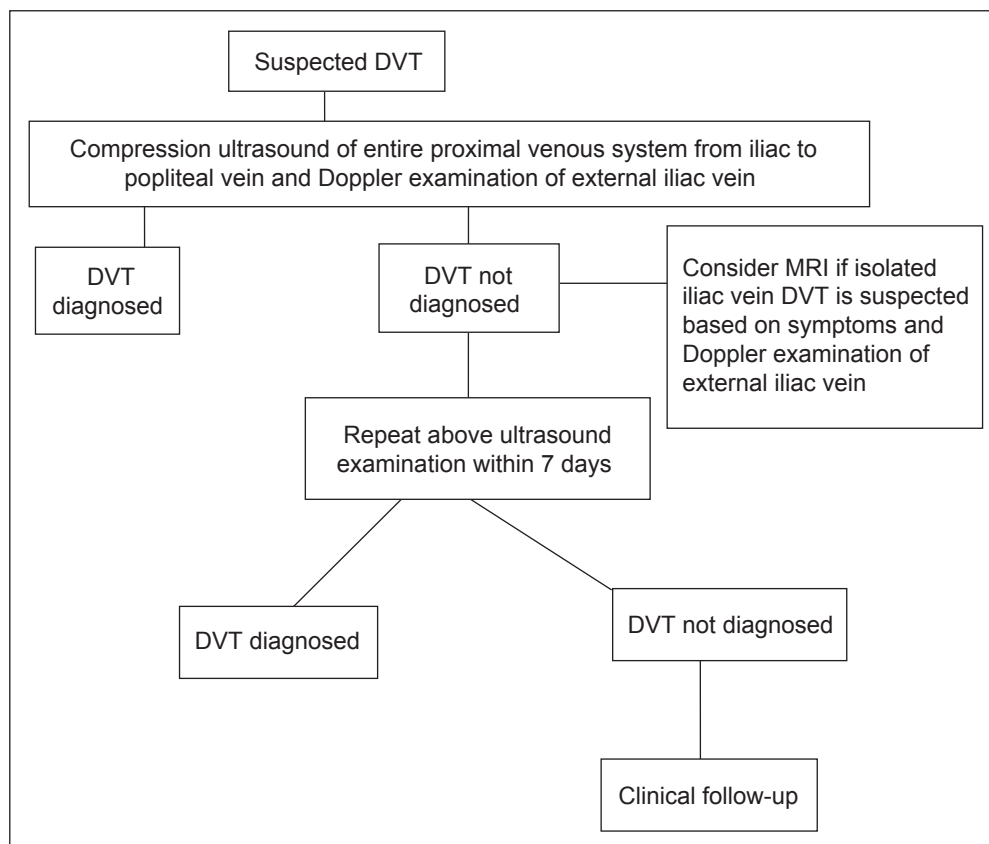 Suspected DVT
Compression ultrasound of entire proximal venous system from iliac to
popliteal vein and Doppler examination of external iliac vein
DVT
diagnosed
DVT not
diagnosed
Consider MRI if isolated
iliac vein DVT is suspected
based on symptoms and
Doppler examination of
external iliac vein
Repeat above ultrasound
examination within 7 days
DVT diagnosed
DVT not diagnosed
Clinical follow-up